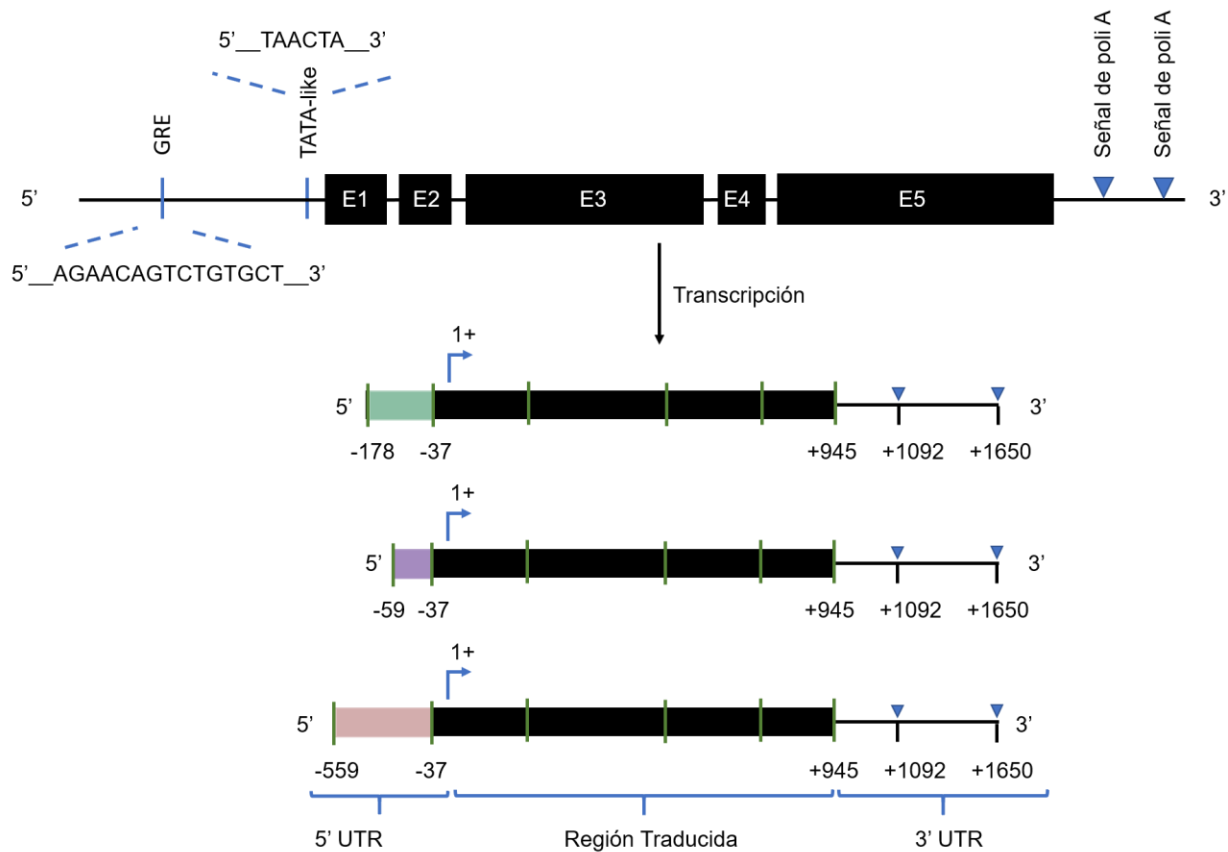 5’__TAACTA__3’
GRE
TATA-like
Señal de poli A
Señal de poli A
5’
E1
E2
E3
E4
E5
3’
5’__AGAACAGTCTGTGCT__3’
Transcripción
1+
5’
3’
-178
-37
+945
+1092
+1650
1+
5’
3’
-59
-37
+945
+1092
+1650
1+
5’
3’
-559
-37
+945
+1092
+1650
5’ UTR
Región Traducida
3’ UTR